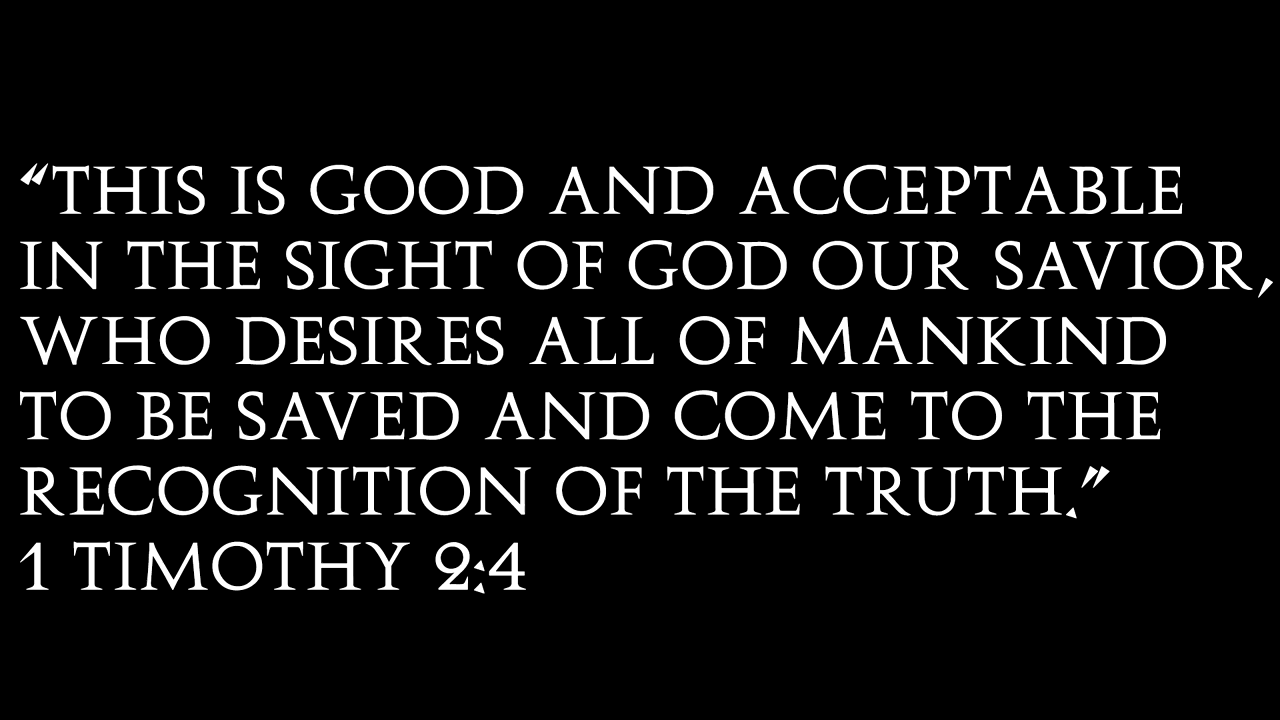 “THIS IS GOOD AND ACCEPTABLE
IN THE SIGHT OF GOD OUR SAVIOR,
WHO DESIRES ALL OF MANKIND
TO BE SAVED AND COME TO THE
RECOGNITION OF THE TRUTH.”
1 TIMOTHY 2:4